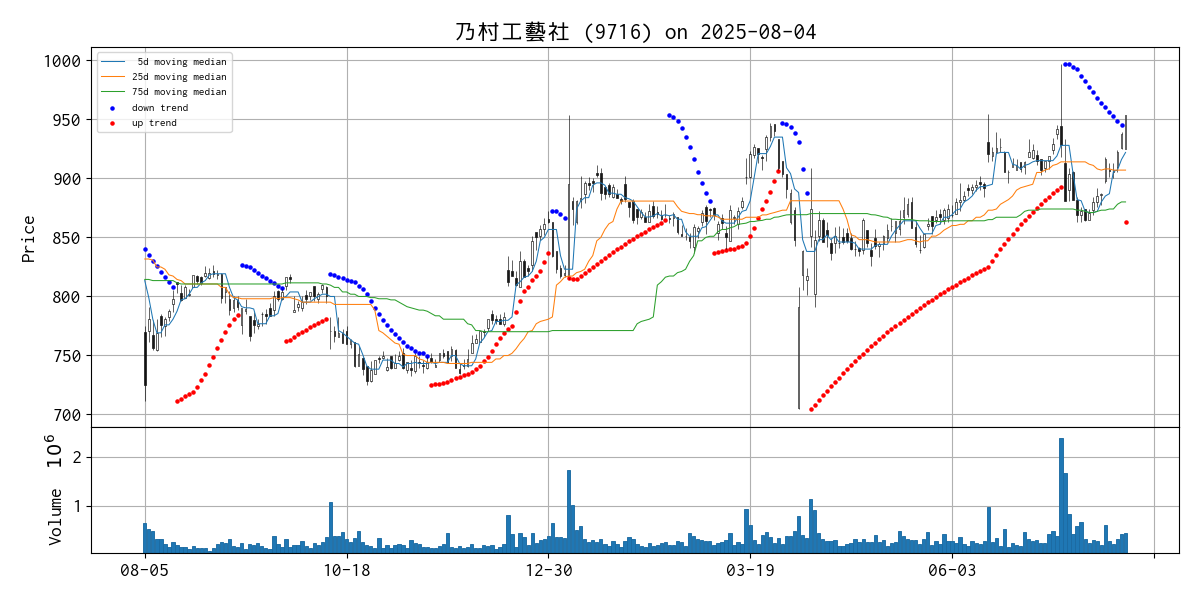 乃村工藝社 (9716) on 2025-08-04
1000
950
900
850
800
750
700
Price
5d moving median
25d moving median
75d moving median
down trend
up trend
2
1
Volume 10^6
08-05
10-18
12-30
03-19
06-03